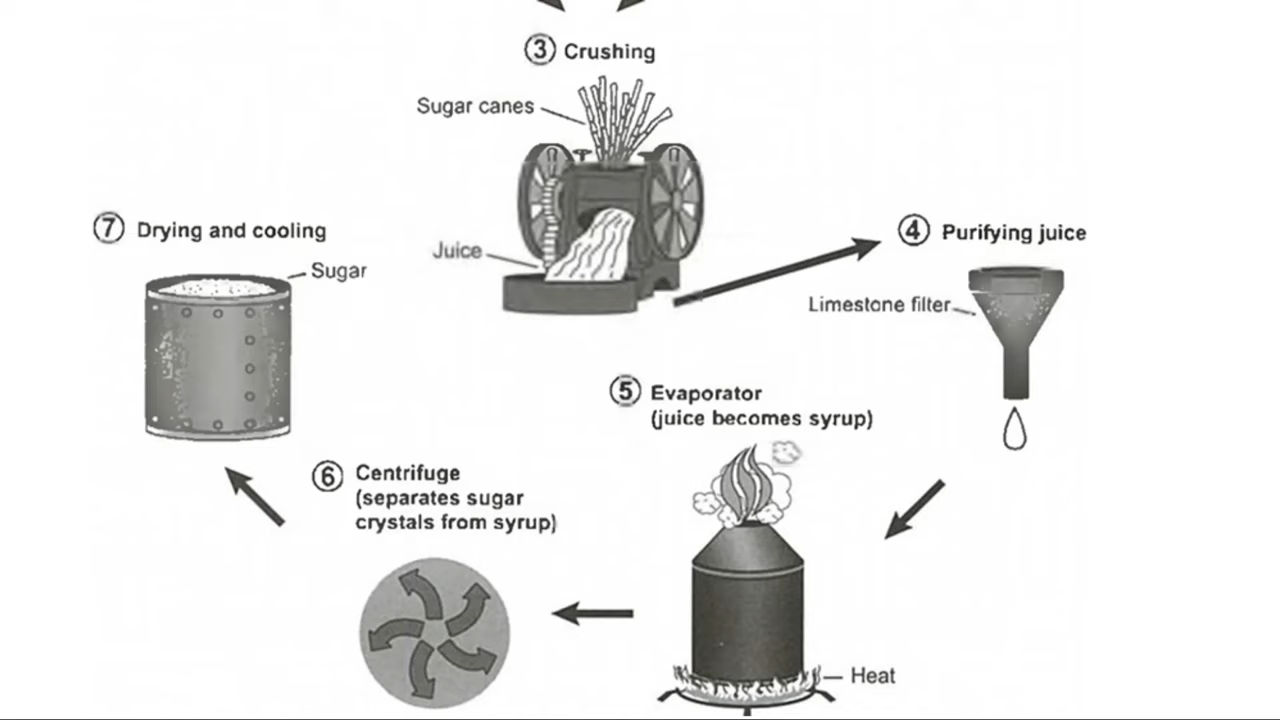 ③ Crushing
Sugar canes
Juice
④ Purifying juice
Limestone filter
⑤ Evaporator
(juice becomes syrup)
Heat
⑥ Centrifuge
(separates sugar
crystals from syrup)
⑦ Drying and cooling
Sugar